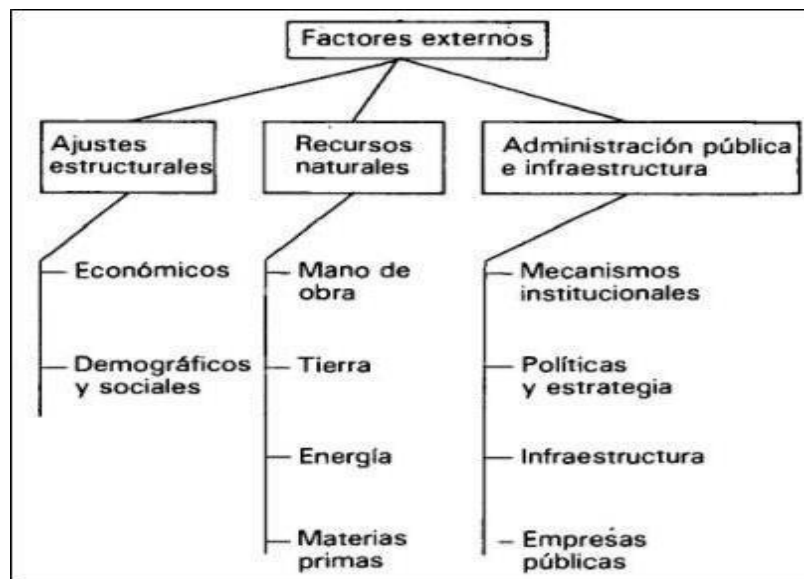 Factores externos
Ajustes
estructurales
Recursos
naturales
Administración pública
e infraestructura
Económicos
Demográficos
y sociales
Mano de
obra
Tierra
Energía
Materias
primas
Mecanismos
institucionales
Políticas
y estrategia
Infraestructura
Empresas
públicas